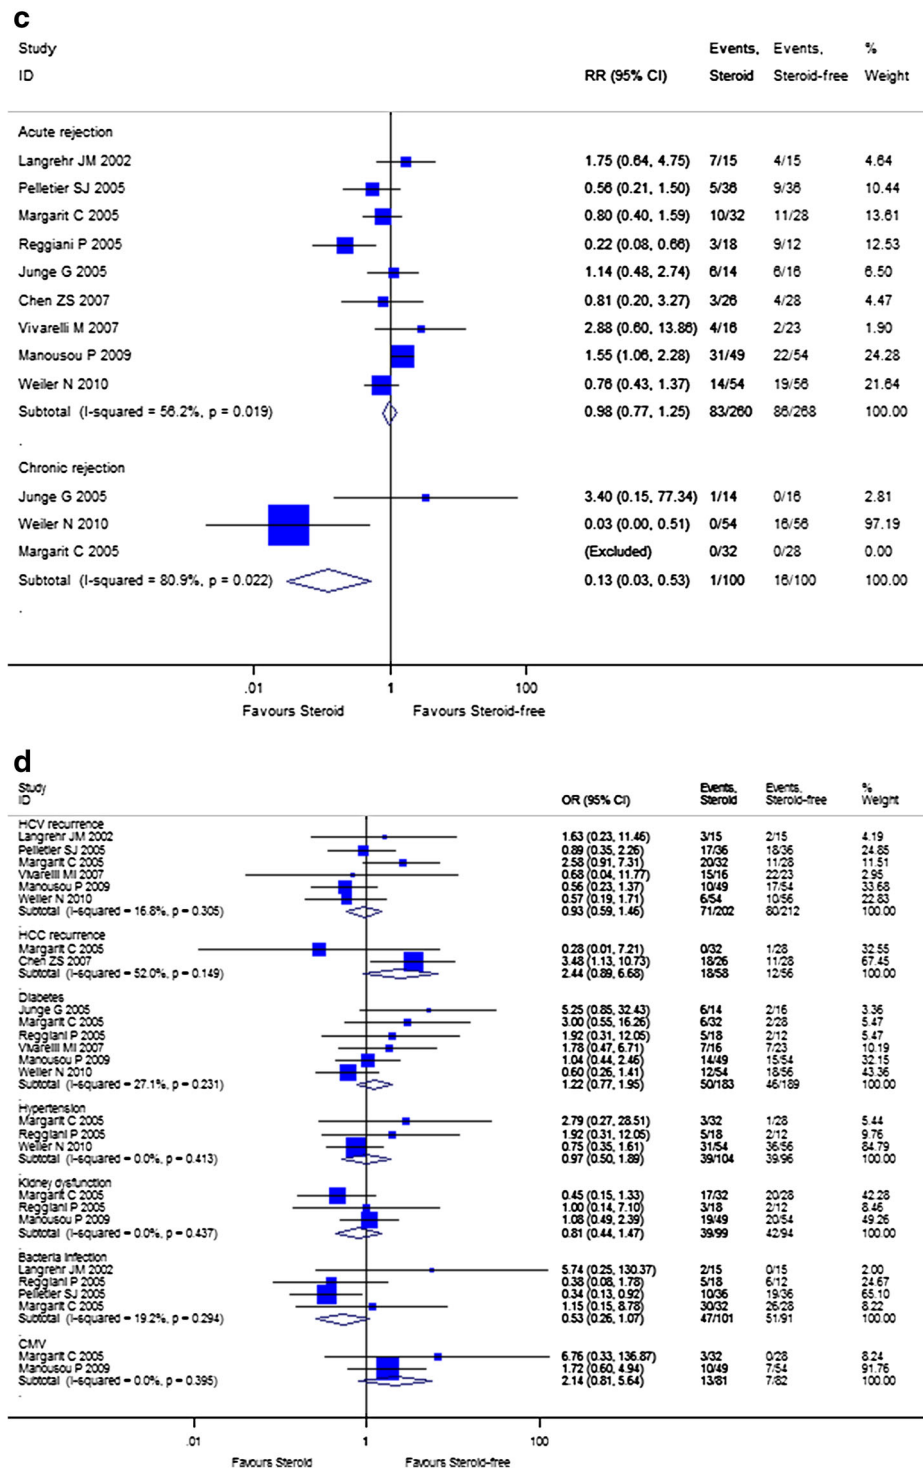 c
Study Events, Events, %
ID RR (95% CI) Steroid Steroid-free Weight
Acute rejection
Langrehr JM 2002 1.75 (0.64, 4.75) 7/15 4/15 4.64
Pelletier SJ 2005 0.56 (0.21, 1.50) 5/36 9/36 10.44
Margarit C 2005 0.80 (0.40, 1.59) 10/32 11/28 13.61
Reggiani P 2005 0.22 (0.08, 0.66) 3/18 9/12 12.53
Junge G 2005 1.14 (0.48, 2.74) 6/14 6/16 6.50
Chen ZS 2007 0.81 (0.20, 3.27) 3/26 4/28 4.47
Vivarelli M 2007 2.88 (0.60, 13.86) 4/16 2/23 1.90
Manousou P 2009 1.55 (1.06, 2.28) 31/49 22/54 24.28
Weiler N 2010 0.76 (0.43, 1.37) 14/54 19/56 21.64
Subtotal (I-squared = 56.2%, p = 0.019) 0.98 (0.77, 1.25) 83/260 86/268 100.00
.
Chronic rejection
Junge G 2005 3.40 (0.15, 77.34) 1/14 0/16 2.81
Weiler N 2010 0.03 (0.00, 0.51) 0/54 16/56 97.19
Margarit C 2005 (Excluded) 0/32 0/28 0.00
Subtotal (I-squared = 80.9%, p = 0.022) 0.13 (0.03, 0.53) 1/100 16/100 100.00
.
.01 1 100
Favours Steroid Favours Steroid-free
d
Study Events, Events, %
ID OR (95% CI) Steroid Steroid-free Weight
HCV recurrence
Langrehr JM 2002 1.63 (0.23, 11.46) 3/15 2/15 4.19
Pelletier SJ 2005 0.89 (0.35, 2.26) 17/36 18/36 24.85
Margarit C 2005 2.58 (0.91, 7.31) 20/32 11/28 11.51
Vivarelli MI 2007 0.68 (0.04, 11.77) 15/16 22/23 2.95
Manousou P 2009 0.56 (0.23, 1.37) 10/49 17/54 33.68
Weiler N 2010 0.57 (0.19, 1.71) 6/54 10/56 22.83
Subtotal (I-squared = 16.8%, p = 0.305) 0.93 (0.59, 1.46) 71/202 80/212 100.00
.
HCC recurrence
Margarit C 2005 0.28 (0.01, 7.21) 0/32 1/28 32.55
Chen ZS 2007 3.48 (1.13, 10.73) 18/26 11/28 67.45
Subtotal (I-squared = 52.0%, p = 0.149) 2.44 (0.89, 6.68) 18/58 12/56 100.00
.
Diabetes
Junge G 2005 5.25 (0.85, 32.43) 6/14 2/16 3.36
Margarit C 2005 3.00 (0.55, 16.26) 6/32 2/28 5.47
Reggiani P 2005 1.92 (0.31, 12.05) 5/18 2/12 5.47
Vivarelli MI 2007 1.78 (0.47, 6.71) 7/16 7/23 10.19
Manousou P 2009 1.04 (0.44, 2.46) 14/49 15/54 32.15
Weiler N 2010 0.60 (0.26, 1.41) 12/54 18/56 43.36
Subtotal (I-squared = 27.1%, p = 0.231) 1.22 (0.77, 1.95) 50/183 46/189 100.00
.
Hypertension
Margarit C 2005 2.79 (0.27, 28.51) 3/32 1/28 5.44
Reggiani P 2005 1.92 (0.31, 12.05) 5/18 2/12 9.76
Weiler N 2010 0.75 (0.35, 1.61) 31/54 36/56 84.79
Subtotal (I-squared = 0.0%, p = 0.413) 0.97 (0.50, 1.89) 39/104 39/96 100.00
.
Kidney dysfunction
Margarit C 2005 0.45 (0.15, 1.33) 17/32 20/28 42.28
Reggiani P 2005 1.00 (0.14, 7.10) 3/18 2/12 8.46
Manousou P 2009 1.08 (0.49, 2.39) 19/49 20/54 49.26
Subtotal (I-squared = 0.0%, p = 0.437) 0.81 (0.44, 1.47) 39/99 42/94 100.00
.
Bacteria infection
Langrehr JM 2002 5.74 (0.25, 130.37) 2/15 0/15 2.00
Reggiani P 2005 0.38 (0.08, 1.78) 5/18 6/12 24.67
Pelletier SJ 2005 0.34 (0.13, 0.92) 10/36 19/36 65.10
Margarit C 2005 1.15 (0.15, 8.78) 30/32 26/28 8.22
Subtotal (I-squared = 19.2%, p = 0.294) 0.53 (0.26, 1.07) 47/101 51/91 100.00
.
CMV
Margarit C 2005 6.76 (0.33, 136.87) 3/32 0/28 8.24
Manousou P 2009 1.72 (0.60, 4.94) 10/49 7/54 91.76
Subtotal (I-squared = 0.0%, p = 0.395) 2.14 (0.81, 5.64) 13/81 7/82 100.00
.
.01 1 100
Favours Steroid Favours Steroid-free